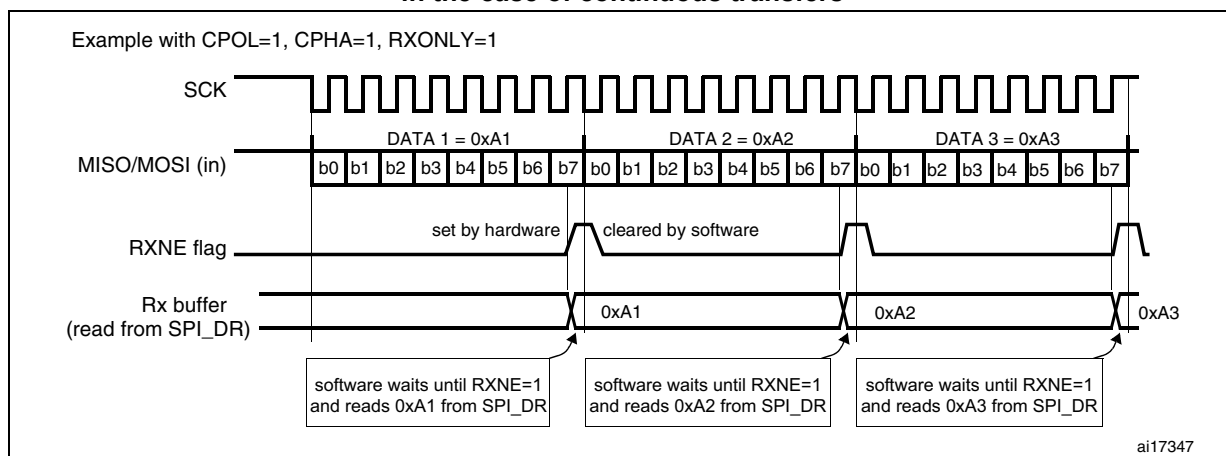 in the case of continuous transfers
Example with CPOL=1, CPHA=1, RXONLY=1
SCK
DATA 1 = 0xA1 DATA 2 = 0xA2 DATA 3 = 0xA3
MISO/MOSI (in) b0 b1 b2 b3 b4 b5 b6 b7 b0 b1 b2 b3 b4 b5 b6 b7 b0 b1 b2 b3 b4 b5 b6 b7
set by hardware cleared by software
RXNE flag
Rx buffer
(read from SPI_DR)
0xA1 0xA2 0xA3
software waits until RXNE=1
and reads 0xA1 from SPI_DR
software waits until RXNE=1
and reads 0xA2 from SPI_DR
software waits until RXNE=1
and reads 0xA3 from SPI_DR
ai17347